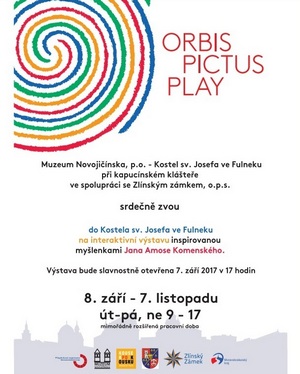 ORBIS
PICTUS
PLAY
Muzeum Novojičínska, p.o. - Kostel sv. Josefa ve Fulneku
při kapucínském klášteře
ve spolupráci se Zlínským zámkem, o.p.s.
srdečně zvou
do Kostela sv. Josefa ve Fulneku
na interaktivní výstavu inspirovanou
myšlenkami Jana Amose Komenského.
Výstava bude slavnostně otevřena 7. září 2017 v 17 hodin
8. září - 7. listopadu
út-pá, ne 9 - 17
mimořádně rozšířená pracovní doba
Zlínský
Zámek